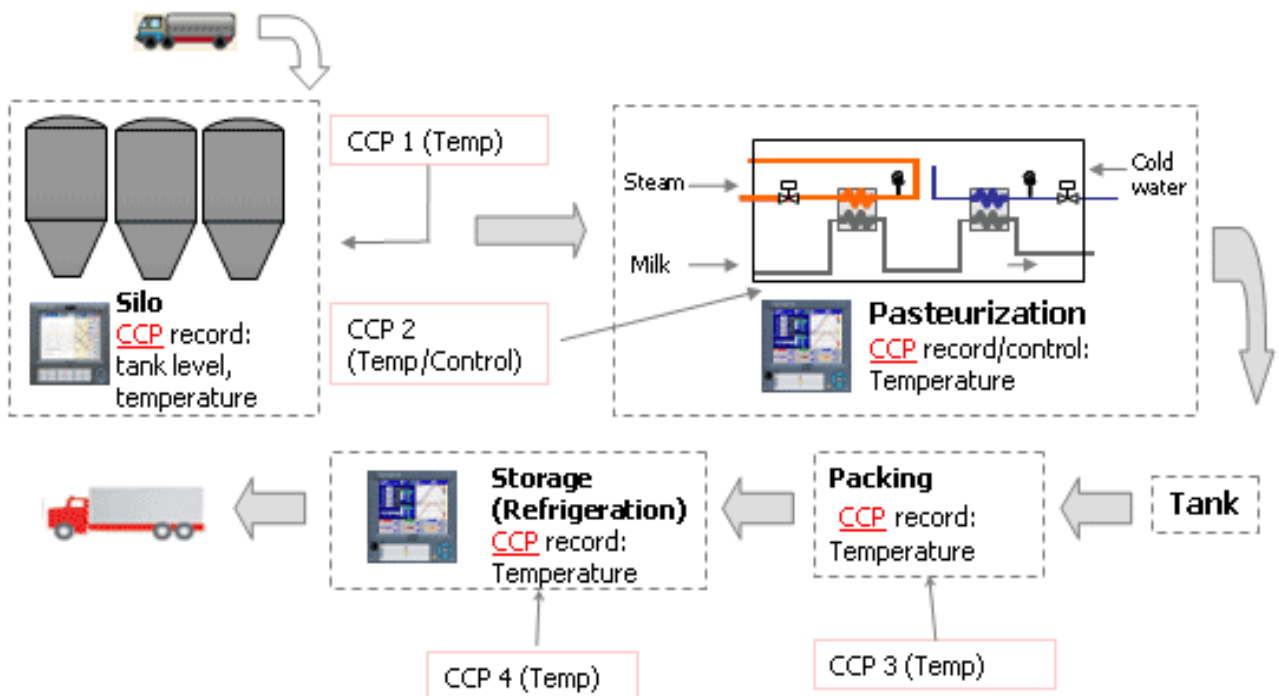 CCP 1 (Temp)
Steam
Cold
water
Milk
Silo
CCP record:
tank level,
temperature
CCP 2
(Temp/Control)
Pasteurization
CCP record/control:
Temperature
Storage
(Refrigeration)
CCP record:
Temperature
Packing
CCP record:
Temperature
Tank
CCP 4 (Temp)
CCP 3 (Temp)